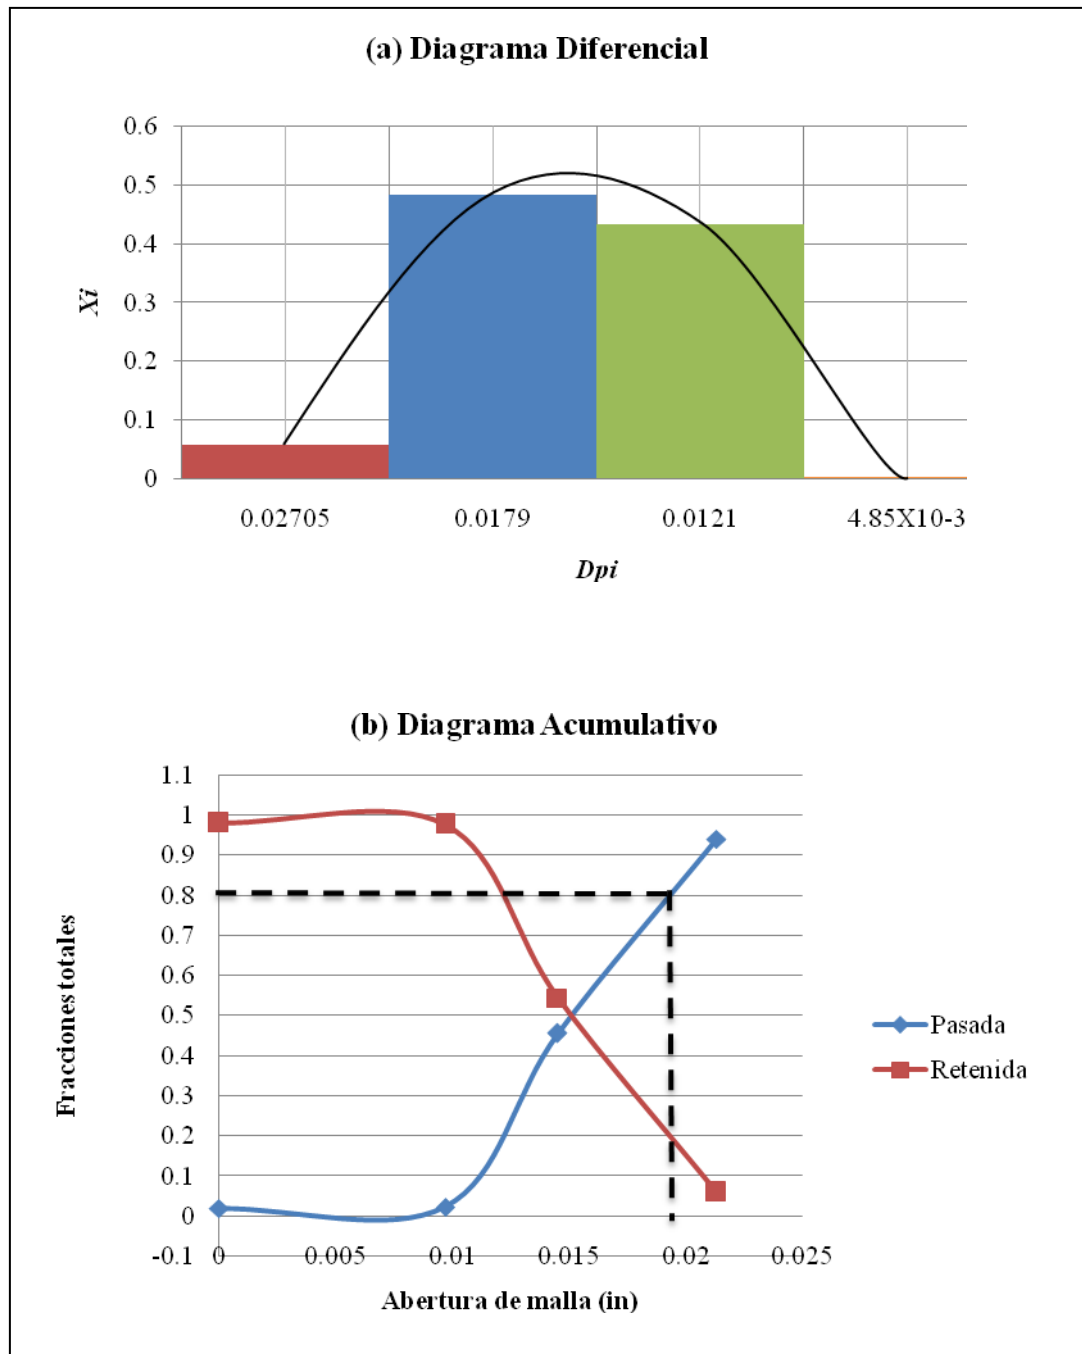 (a) Diagrama Diferencial
0.6
0.5
0.4
0.3
0.2
0.1
0
Xi
0.02705 0.0179 0.0121 4.85X10-3
Dpi
(b) Diagrama Acumulativo
1.1
1
0.9
0.8
0.7
0.6
0.5
0.4
0.3
0.2
0.1
0
-0.1
Fracciones totales
0 0.005 0.01 0.015 0.02 0.025
Abertura de malla (in)
Pasada
Retenida